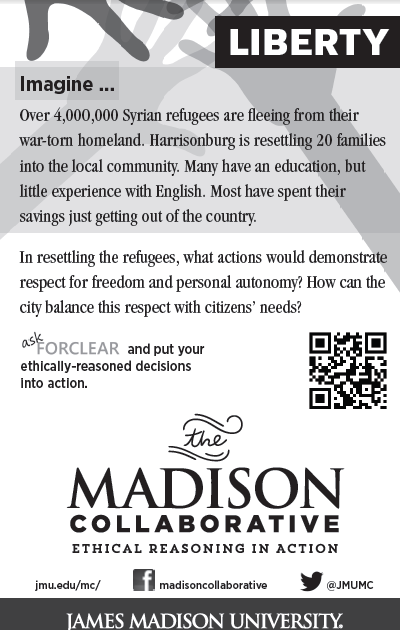 LIBERTY
Imagine ...
Over 4,000,000 Syrian refugees are fleeing from their
war-torn homeland. Harrisonburg is resettling 20 families
into the local community. Many have an education, but
little experience with English. Most have spent their
savings just getting out of the country.
In resettling the refugees, what actions would demonstrate
respect for freedom and personal autonomy? How can the
city balance this respect with citizens’ needs?
ask FORCLEAR and put your
ethically-reasoned decisions
into action.
the
MADISON
COLLABORATIVE
ETHICAL REASONING IN ACTION
jmu.edu/mc/ f madisoncollaborative @JMUMC
JAMES MADISON UNIVERSITY.